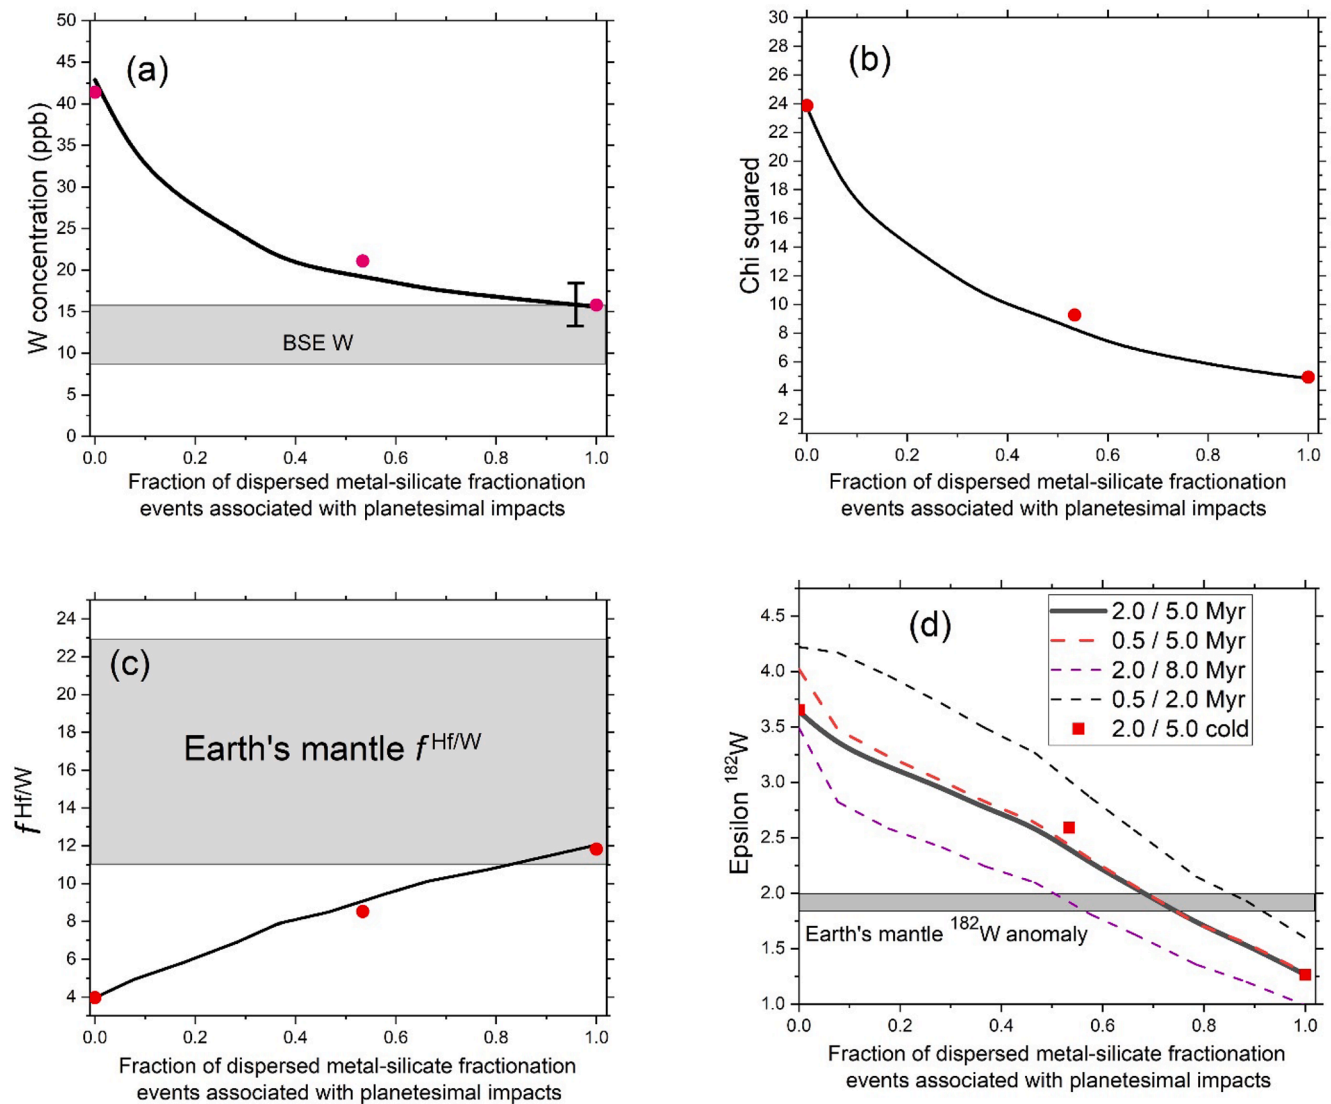 (a)
W concentration (ppb)
50
45
40
35
30
25
20
15
10
5
0
BSE W
0.0 0.2 0.4 0.6 0.8 1.0
Fraction of dispersed metal-silicate fractionation
events associated with planetesimal impacts
(b)
Chi squared
30
28
26
24
22
20
18
16
14
12
10
8
6
4
2
0.0 0.2 0.4 0.6 0.8 1.0
Fraction of dispersed metal-silicate fractionation
events associated with planetesimal impacts
(c)
f Hf/W
24
22
20
18
16
14
12
10
8
6
4
Earth's mantle f Hf/W
0.0 0.2 0.4 0.6 0.8 1.0
Fraction of dispersed metal-silicate fractionation
events associated with planetesimal impacts
(d)
Epsilon 182W
4.5
4.0
3.5
3.0
2.5
2.0
1.5
1.0
2.0 / 5.0 Myr
0.5 / 5.0 Myr
2.0 / 8.0 Myr
0.5 / 2.0 Myr
2.0 / 5.0 cold
Earth's mantle 182W anomaly
0.0 0.2 0.4 0.6 0.8 1.0
Fraction of dispersed metal-silicate fractionation
events associated with planetesimal impacts